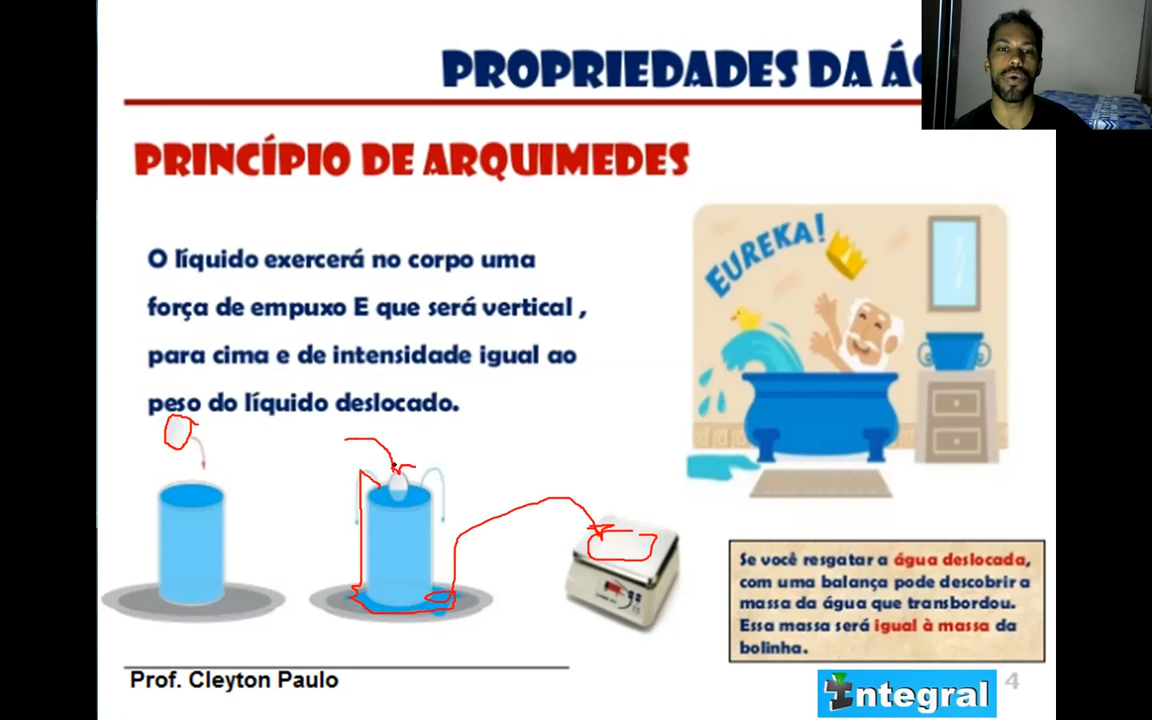 PROPRIEDADES DA ÁG
PRINCÍPIO DE ARQUIMEDES
EUREKA!
O líquido exercerá no corpo uma
força de empuxo E que será vertical ,
para cima e de intensidade igual ao
peso do líquido deslocado.
Se você resgatar a água deslocada,
com uma balança pode descobrir a
massa da água que transbordou.
Essa massa será igual à massa da
bolinha.
Prof. Cleyton Paulo
Integral
4